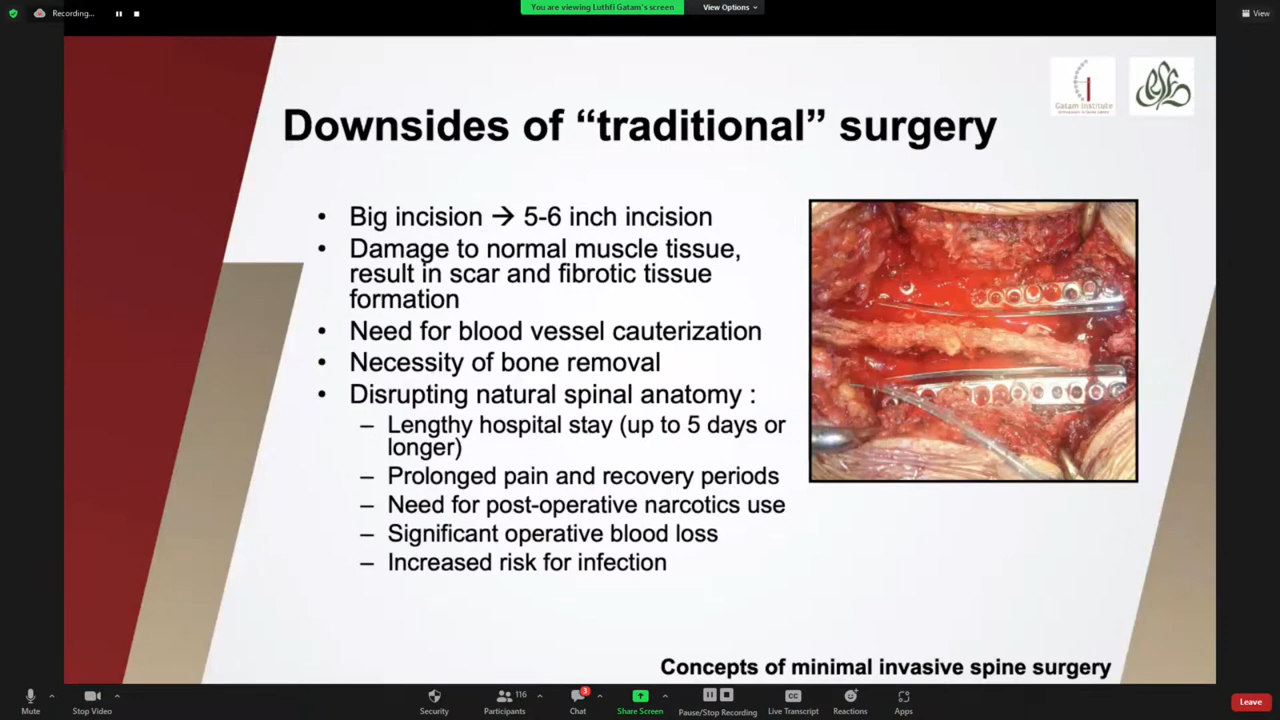 Recording...
You are viewing Luthfi Gatam's screen
View Options
View
Gatam Institute
Downsides of “traditional” surgery
• Big incision → 5-6 inch incision
• Damage to normal muscle tissue,
result in scar and fibrotic tissue
formation
• Need for blood vessel cauterization
• Necessity of bone removal
• Disrupting natural spinal anatomy :
– Lengthy hospital stay (up to 5 days or
longer)
– Prolonged pain and recovery periods
– Need for post-operative narcotics use
– Significant operative blood loss
– Increased risk for infection
Concepts of minimal invasive spine surgery
Mute
Stop Video
Security
116
Participants
3
Chat
Share Screen
Pause/Stop Recording
CC
Live Transcript
Reactions
Apps
Leave